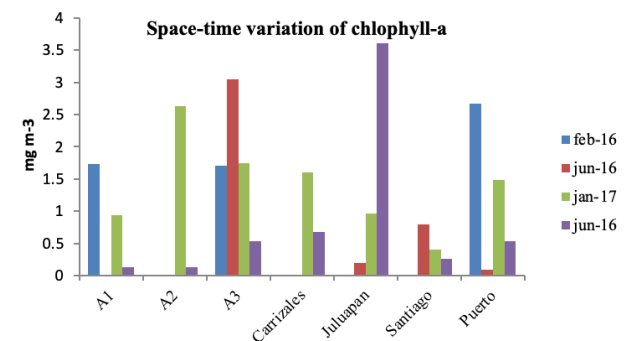 Space-time variation of chlophyll-a
4
3.5
3
2.5
2
1.5
1
0.5
0
mg m-3
A1
A2
A3
Carrizales
Juluapan
Santiago
Puerto
feb-16
jun-16
jan-17
jun-16